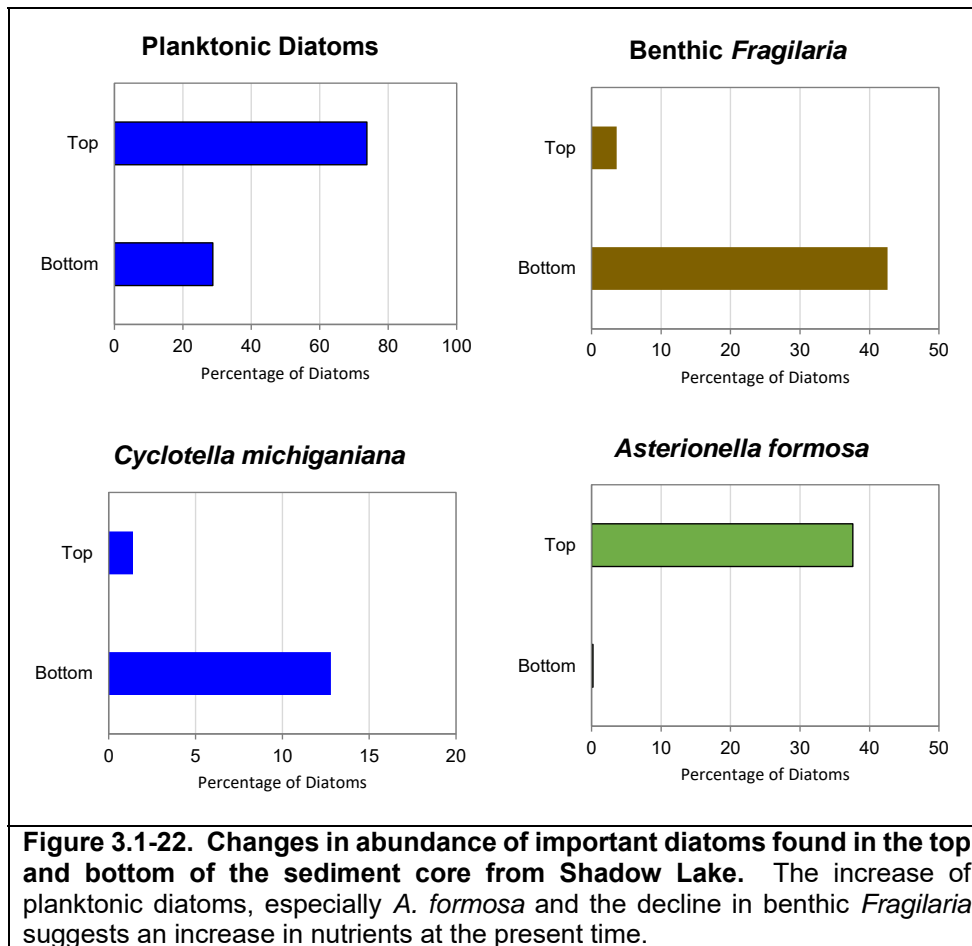 Planktonic Diatoms
Top
Bottom
0 20 40 60 80 100
Percentage of Diatoms
Benthic Fragilaria
Top
Bottom
0 10 20 30 40 50
Percentage of Diatoms
Cyclotella michiganiana
Top
Bottom
0 5 10 15 20
Percentage of Diatoms
Asterionella formosa
Top
Bottom
0 10 20 30 40 50
Percentage of Diatoms
Figure 3.1-22. Changes in abundance of important diatoms found in the top
and bottom of the sediment core from Shadow Lake. The increase of
planktonic diatoms, especially A. formosa and the decline in benthic Fragilaria
suggests an increase in nutrients at the present time.